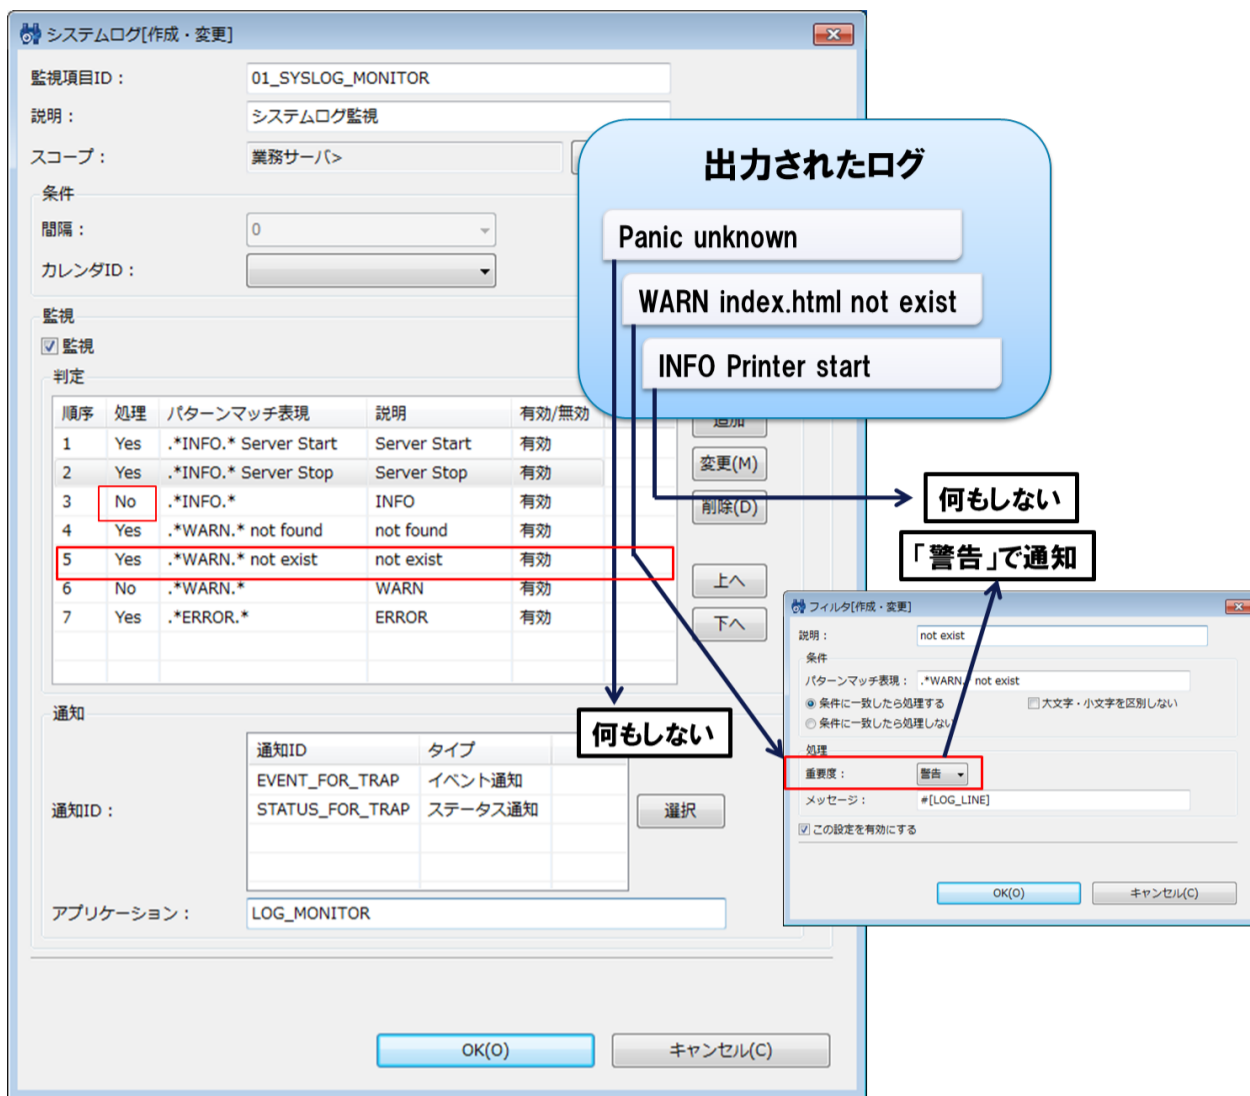 システムログ[作成・変更]
監視項目ID：
01_SYSLOG_MONITOR
説明：
システムログ監視
スコープ：
業務サーバ>
条件
間隔：
0
カレンダID：
監視
監視
判定
順序 処理 パターンマッチ表現 説明 有効/無効
1 Yes .*INFO.* Server Start Server Start 有効
2 Yes .*INFO.* Server Stop Server Stop 有効
3 No .*INFO.* INFO 有効
4 Yes .*WARN.* not found not found 有効
5 Yes .*WARN.* not exist not exist 有効
6 No .*WARN.* WARN 有効
7 Yes .*ERROR.* ERROR 有効
追加
変更(M)
削除(D)
上へ
下へ
通知
通知ID：
通知ID タイプ
EVENT_FOR_TRAP イベント通知
STATUS_FOR_TRAP ステータス通知
選択
アプリケーション：
LOG_MONITOR
OK(O)
キャンセル(C)
出力されたログ
Panic unknown
WARN index.html not exist
INFO Printer start
何もしない
「警告」で通知
何もしない
フィルタ[作成・変更]
説明：
not exist
条件
パターンマッチ表現：
.*WARN.* not exist
条件に一致したら処理する
大文字・小文字を区別しない
条件に一致したら処理しない
処理
重要度：
警告
メッセージ：
#[LOG_LINE]
この設定を有効にする
OK(O)
キャンセル(C)